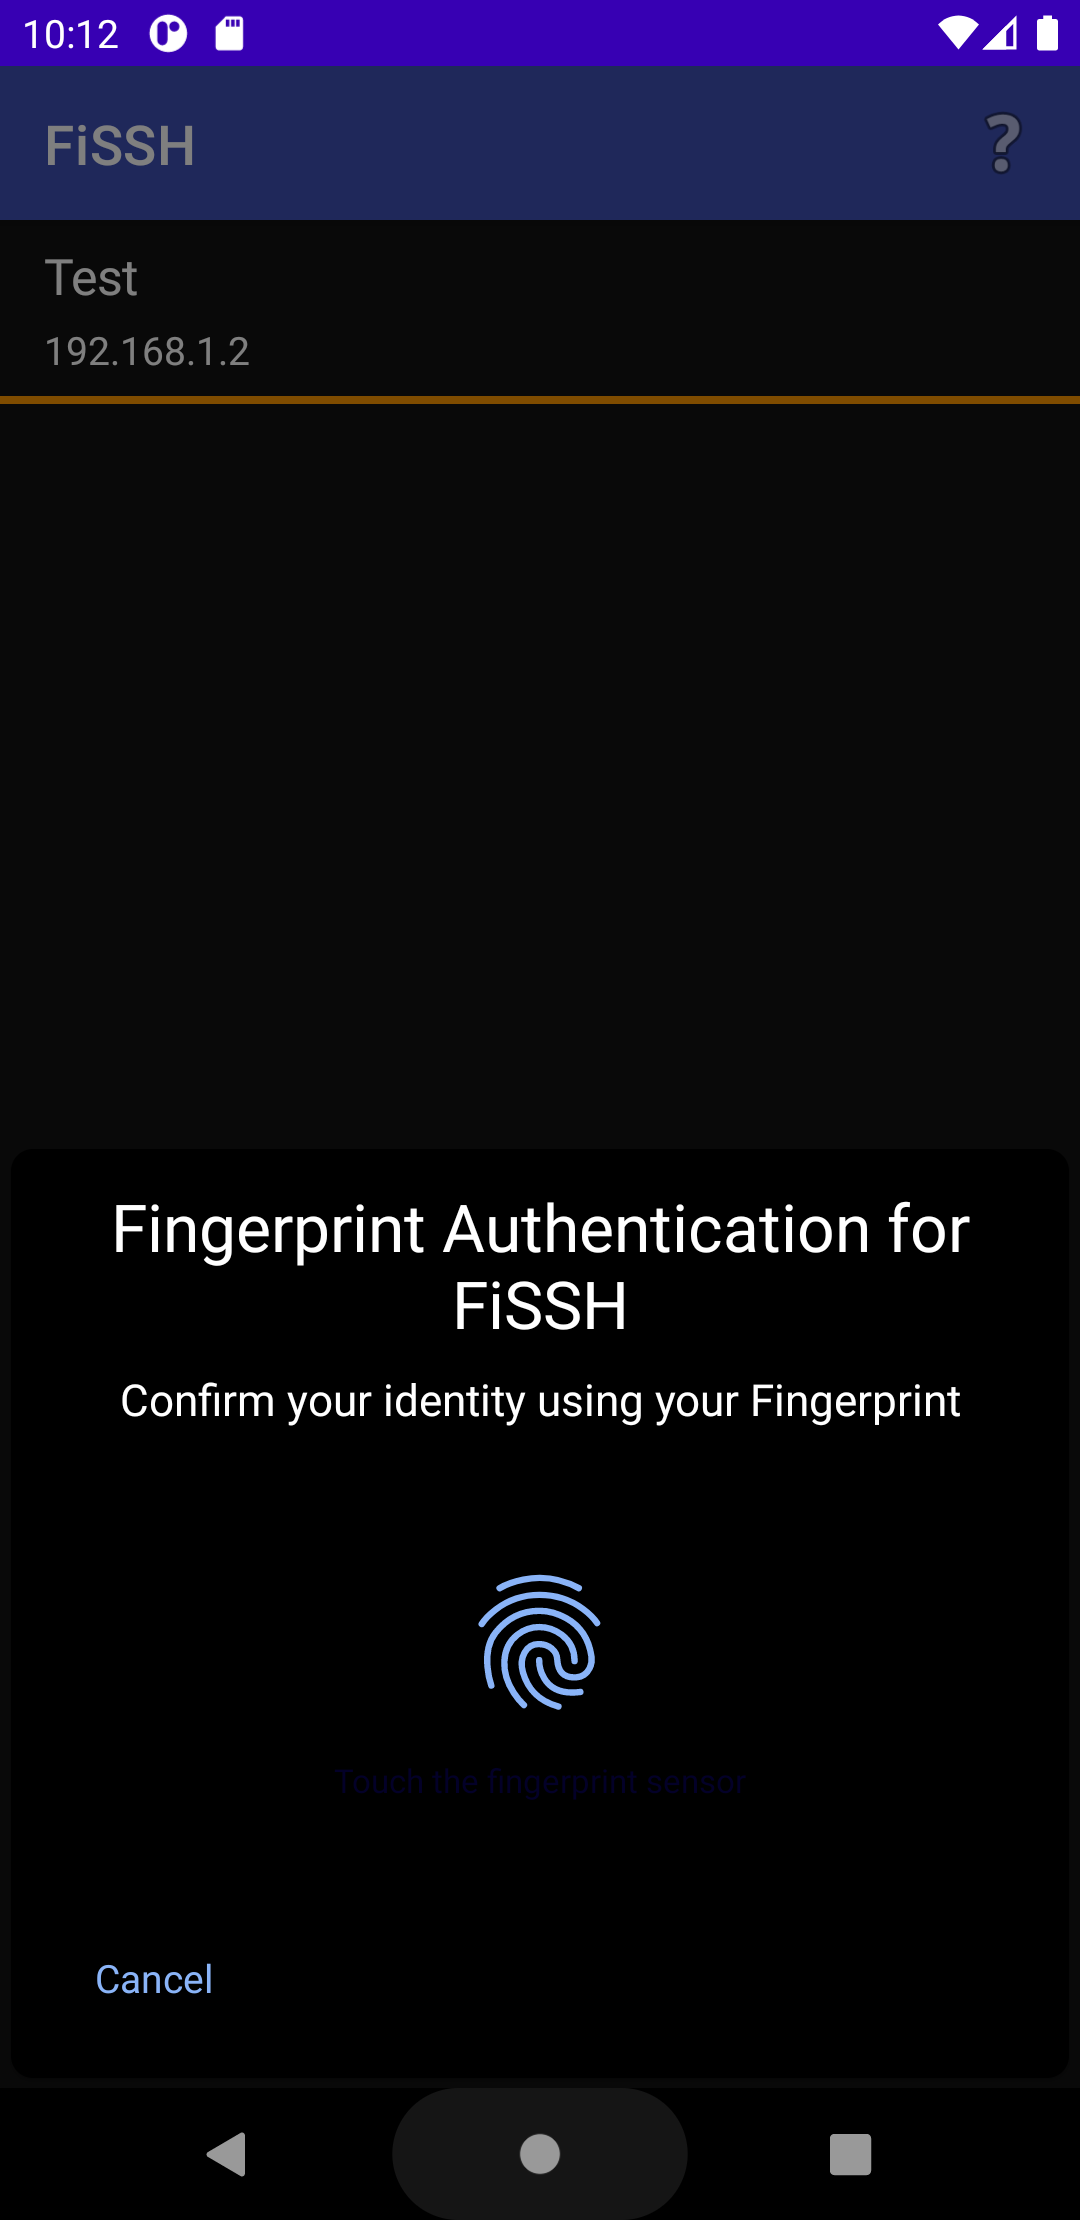 10:12
FiSSH
?
Test
192.168.1.2
Fingerprint Authentication for
FiSSH
Confirm your identity using your Fingerprint
Touch the fingerprint sensor
Cancel